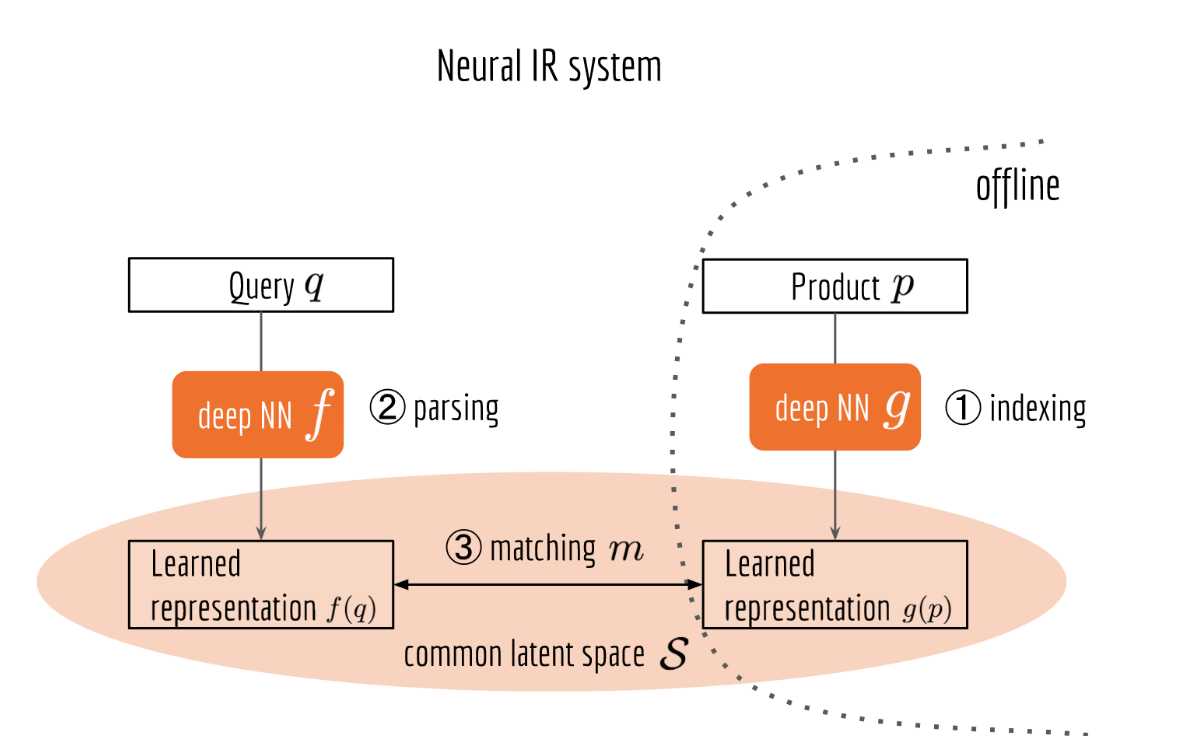 Neural IR system
offline
Query q
Product p
deep NN f
② parsing
deep NN g
① indexing
Learned
representation f(q)
③ matching m
Learned
representation g(p)
common latent space 𝒮